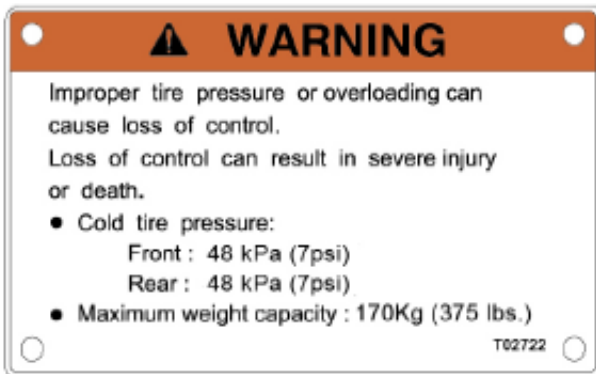 WARNING
Improper tire pressure or overloading can
cause loss of control.
Loss of control can result in severe injury
or death.
● Cold tire pressure:
Front : 48 kPa (7psi)
Rear : 48 kPa (7psi)
● Maximum weight capacity : 170Kg (375 lbs.)
T02722